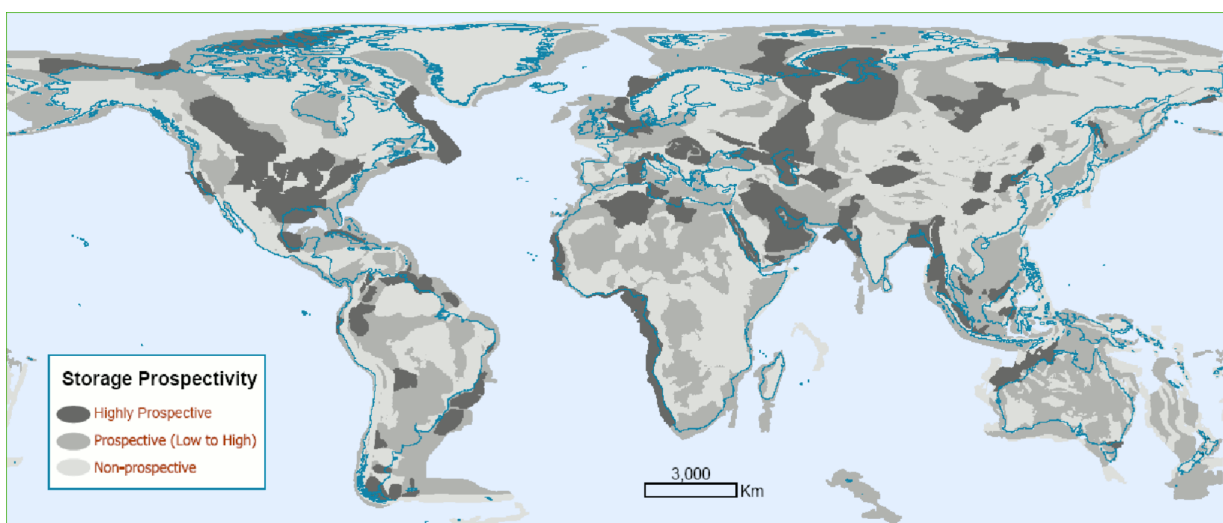 Storage Prospectivity
Highly Prospective
Prospective (Low to High)
Non-prospective
3,000
Km